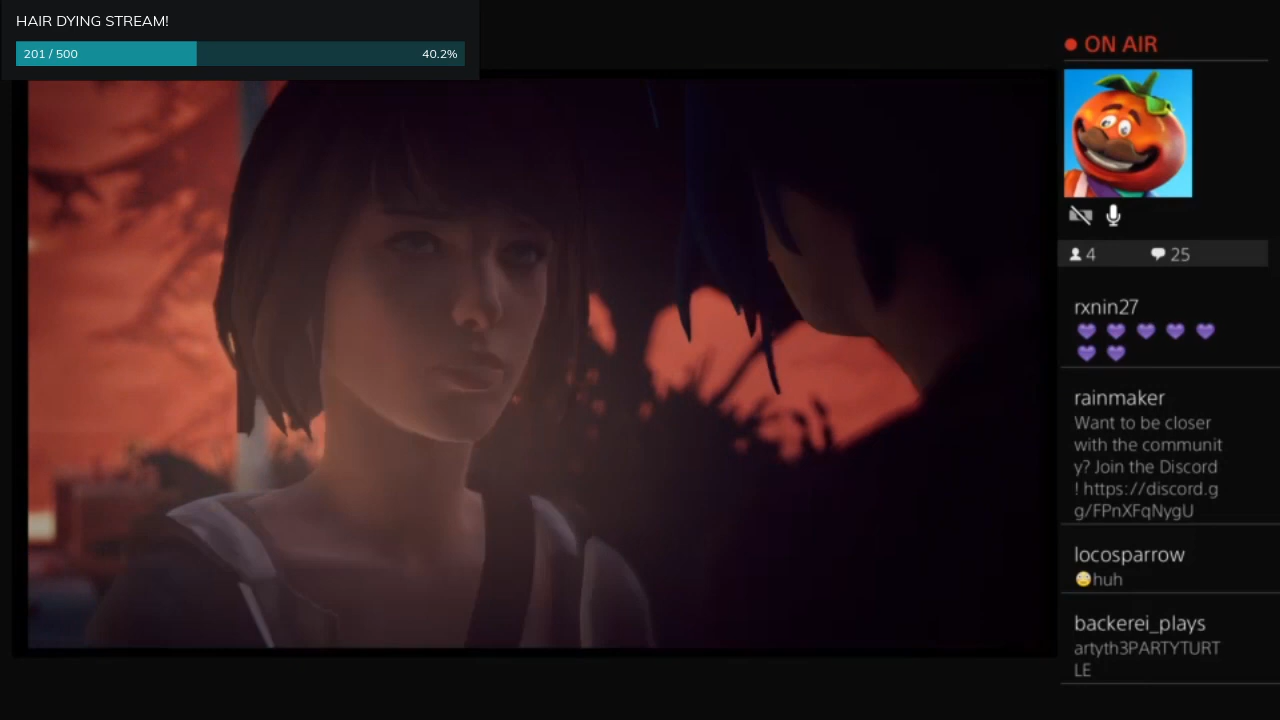 HAIR DYING STREAM!
201 / 500
40.2%
ON AIR
4
25
rxnin27
rainmaker
Want to be closer
with the communit
y? Join the Discord
! https://discord.g
g/FPnXFqNygU
locosparrow
huh
backerei_plays
artyth3PARTYTURT
LE